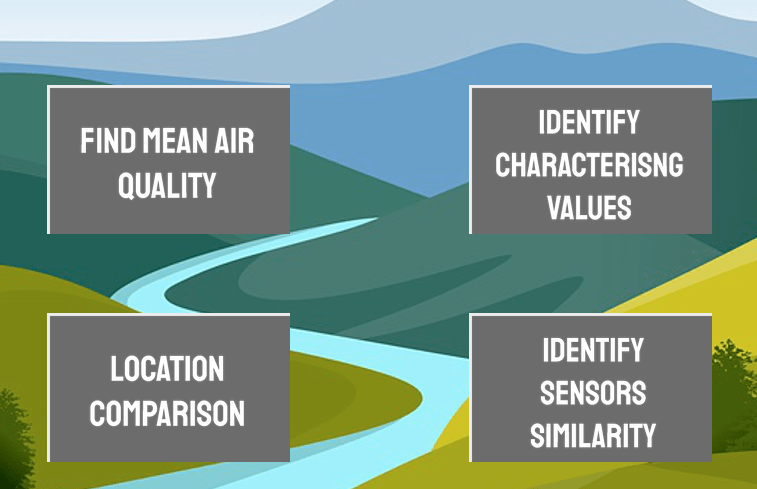 FIND MEAN AIR
QUALITY
IDENTIFY
CHARACTERISNG
VALUES
LOCATION
COMPARISON
IDENTIFY
SENSORS
SIMILARITY